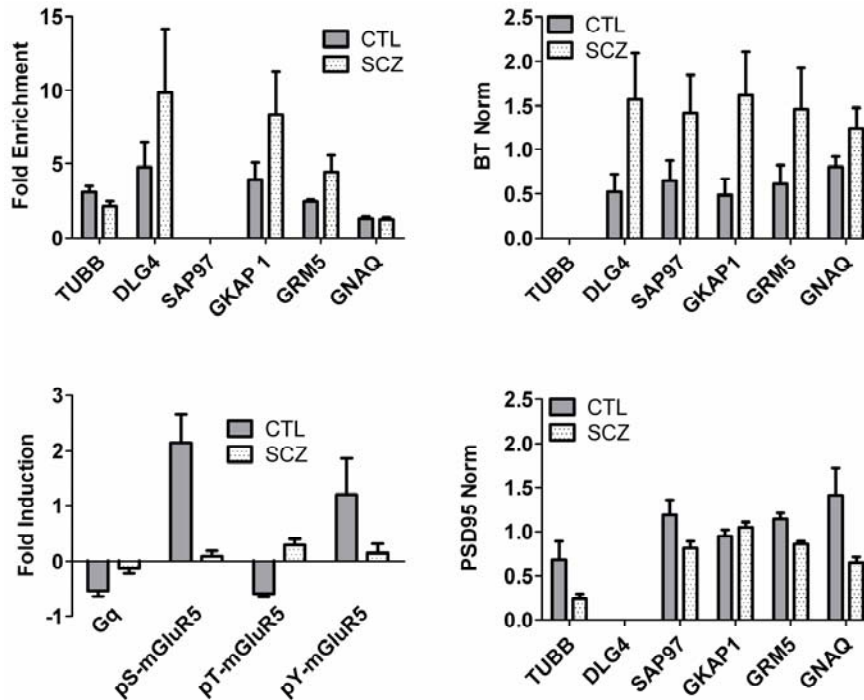 Fold Enrichment
15
10
5
0
CTL
SCZ
TUBB
DLG4
SAP97
GKAP 1
GRM5
GNAQ
BT Norm
2.5
2.0
1.5
1.0
0.5
0.0
CTL
SCZ
TUBB
DLG4
SAP97
GKAP1
GRM5
GNAQ
Fold Induction
3
2
1
0
-1
CTL
SCZ
Gq
pS-mGluR5
pT-mGluR5
pY-mGluR5
PSD95 Norm
2.5
2.0
1.5
1.0
0.5
0.0
CTL
SCZ
TUBB
DLG4
SAP97
GKAP1
GRM5
GNAQ